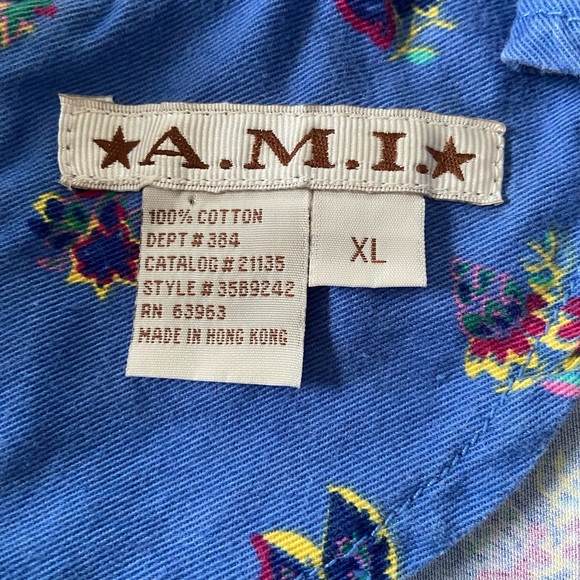 ★A.M.I.★
100% COTTON
DEPT # 384
CATALOG # 21135
STYLE # 35B9242
RN 63963
MADE IN HONG KONG
XL